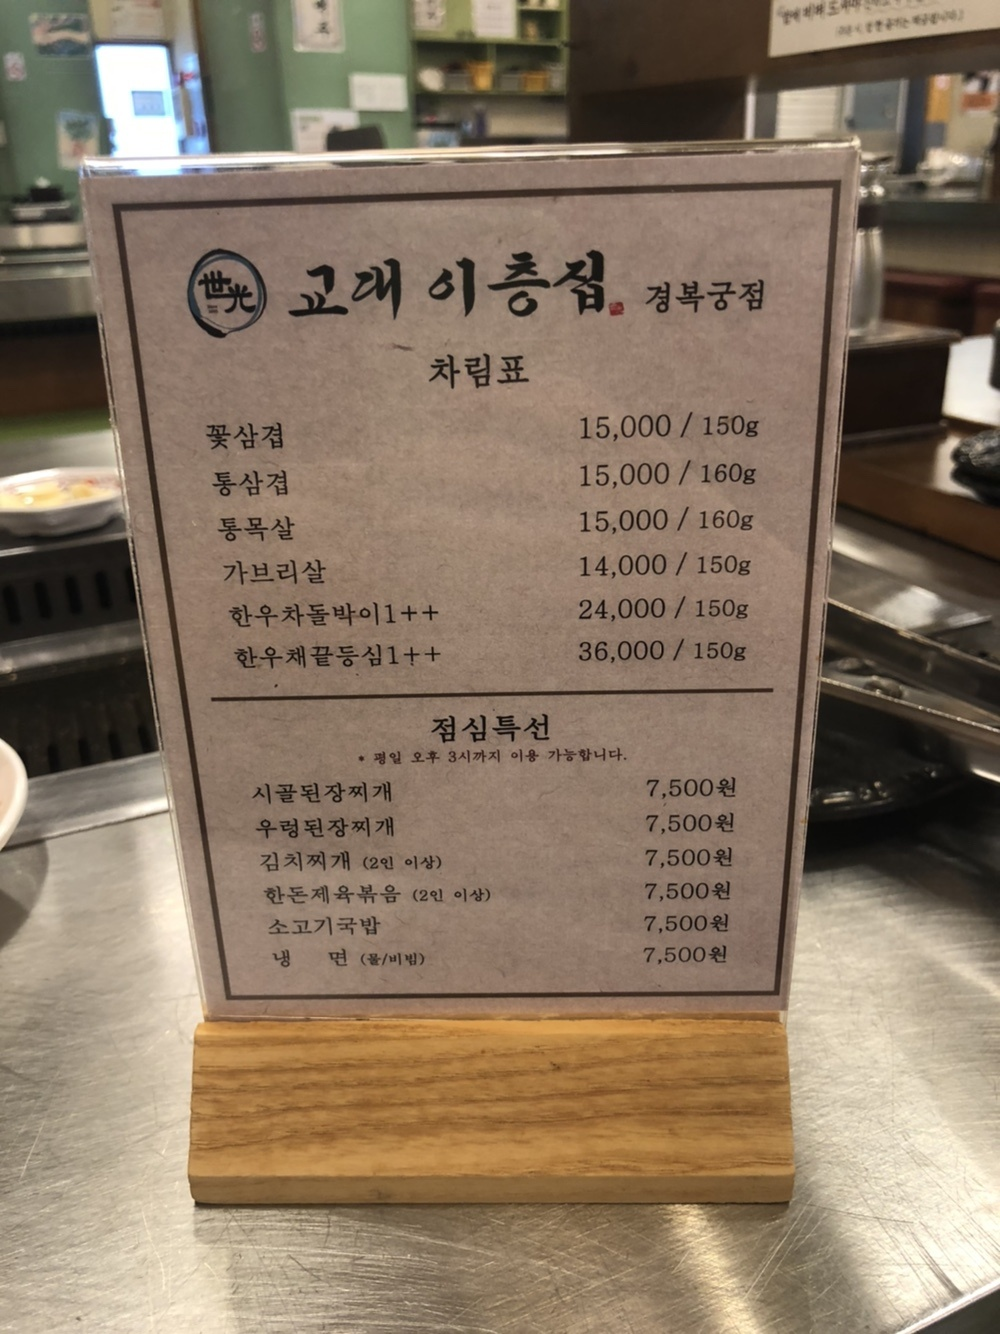 「앞에 비해
世光
교대 이층집 경복궁점
차림표
꽃삼겹 15,000 / 150g
통삼겹 15,000 / 160g
통목살 15,000 / 160g
가브리살 14,000 / 150g
한우차돌박이1++ 24,000 / 150g
한우채끝등심1++ 36,000 / 150g
점심특선
* 평일 오후 3시까지 이용 가능합니다.
시골된장찌개 7,500원
우렁된장찌개 7,500원
김치찌개 (2인 이상) 7,500원
한돈제육볶음 (2인 이상) 7,500원
소고기국밥 7,500원
냉 면 (물/비빔) 7,500원